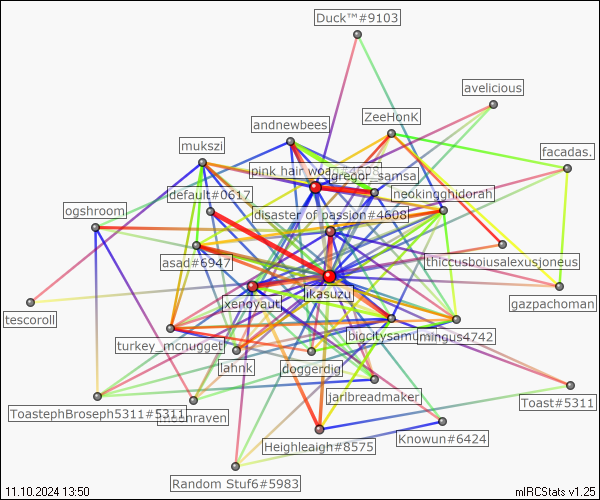 Duck™#9103
avelicious
ZeeHonK
andnewbees
mukszi
facadas.
pink hair woah#4608
gregor_samsa
default#0617
neokingghidorah
ogshroom
disaster of passion#4608
asad#6947
thiccusboiusalexusjoneus
ikasuzu
xenoyaut
gazpachoman
tescoroll
bigcitysamu
mingus4742
turkey_mcnugget
lahnk
doggerdig
jarlbreadmaker
Toast#5311
ToastephBroseph5311#5311
Heighleaigh#8575
Knowun#6424
Random Stuf6#5983
11.10.2024 13:50
mIRCStats v1.25